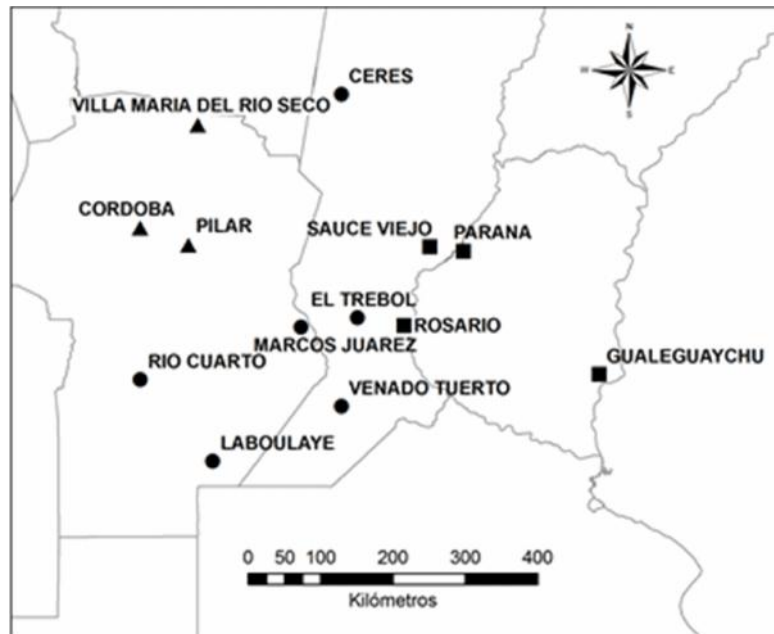 N
H E
S
CERES
VILLA MARIA DEL RIO SECO
CORDOBA
PILAR
SAUCE VIEJO
PARANA
EL TREBOL
ROSARIO
MARCOS JUAREZ
RIO CUARTO
GUALEGUAYCHU
VENADO TUERTO
LABOULAYE
0 50 100 200 300 400
Kilómetros